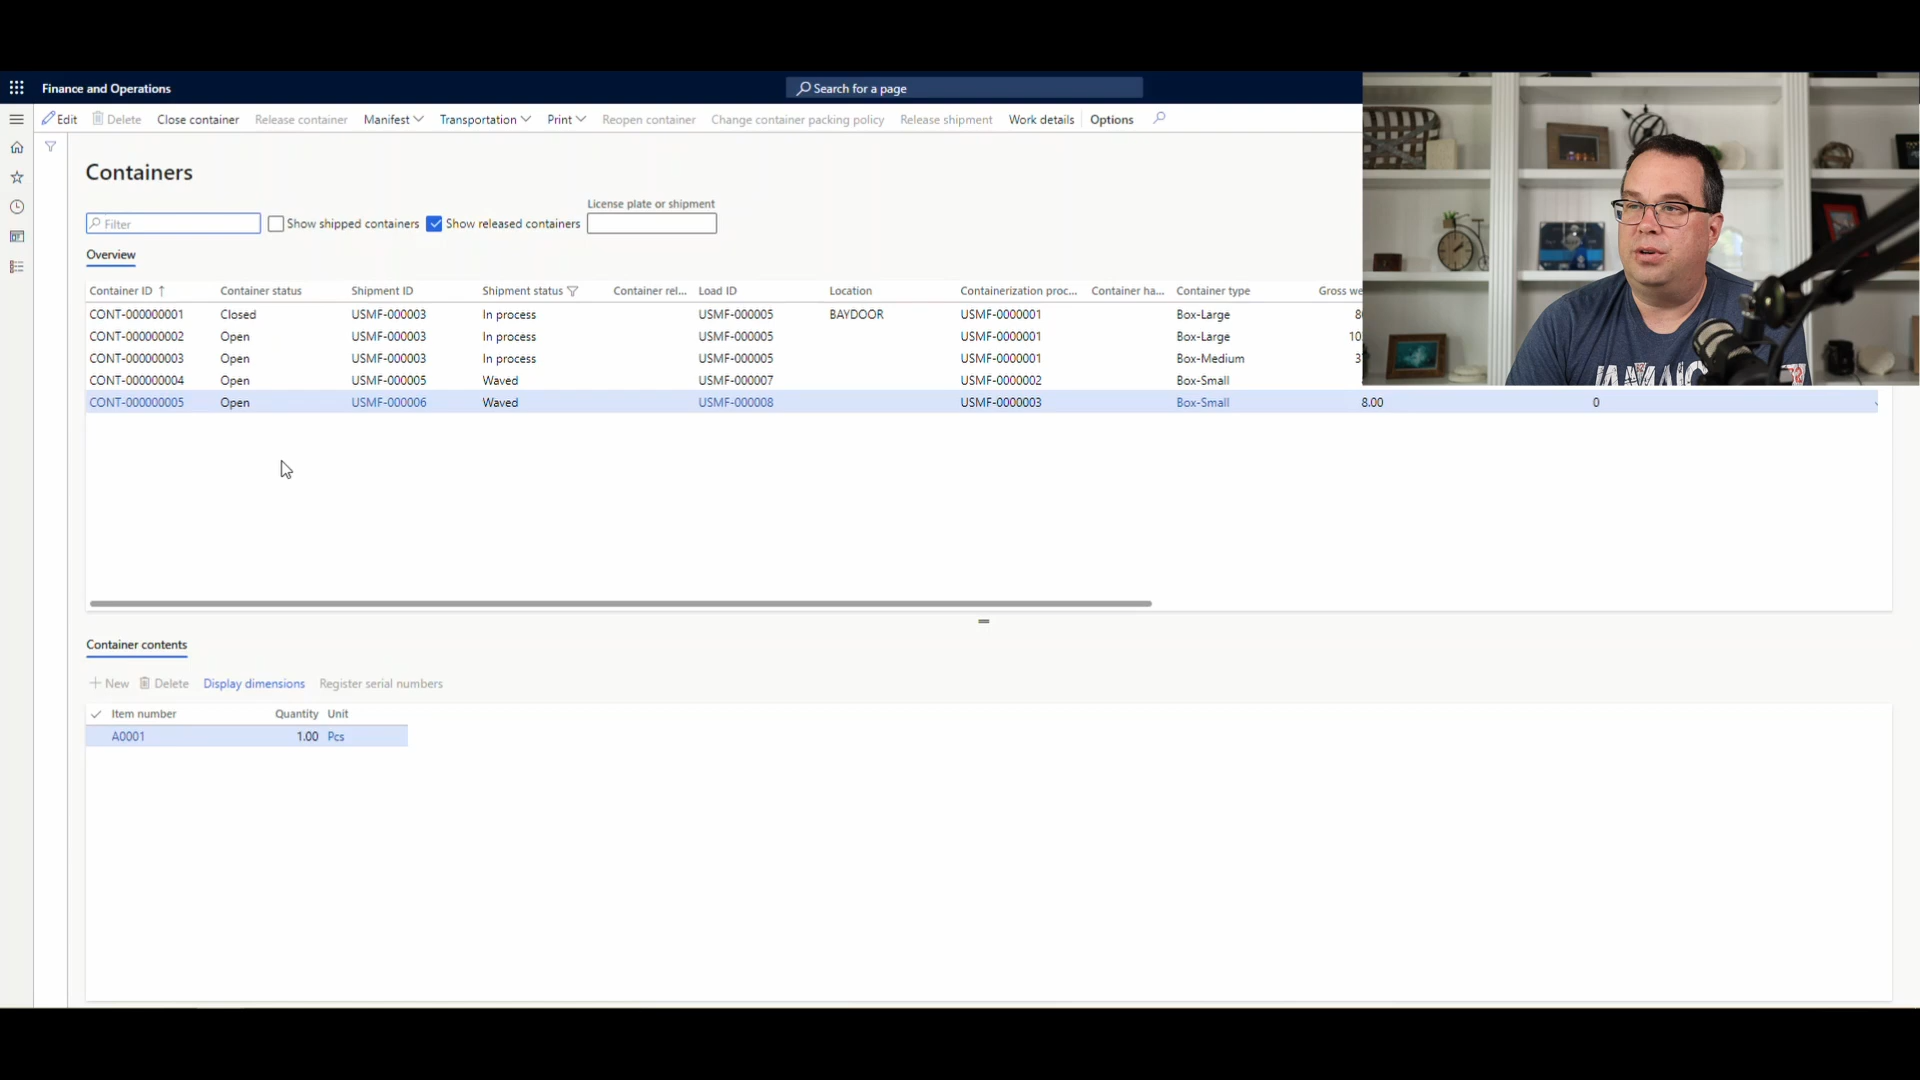 Finance and Operations
Search for a page
Edit Delete Close container Release container Manifest Transportation Print Reopen container Change container packing policy Release shipment Work details Options
Containers
License plate or shipment
Filter Show shipped containers Show released containers
Overview
Container ID ↑ Container status Shipment ID Shipment status Container rel... Load ID Location Containerization proc... Container ha... Container type Gross we
CONT-000000001 Closed USMF-000003 In process USMF-000005 BAYDOOR USMF-0000001 Box-Large
CONT-000000002 Open USMF-000003 In process USMF-000005 USMF-0000001 Box-Large 10
CONT-000000003 Open USMF-000003 In process USMF-000005 USMF-0000001 Box-Medium
CONT-000000004 Open USMF-000005 Waved USMF-000007 USMF-0000002 Box-Small
CONT-000000005 Open USMF-000006 Waved USMF-000008 USMF-0000003 Box-Small 8.00 0
Container contents
New Delete Display dimensions Register serial numbers
Item number Quantity Unit
A0001 1.00 Pcs